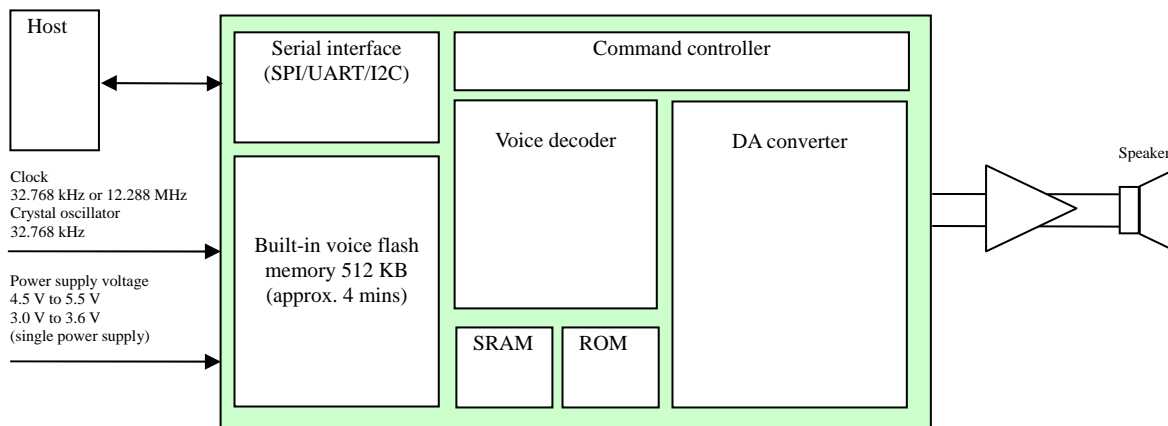 Host
Serial interface
(SPI/UART/I2C)
Command controller
Voice decoder
DA converter
Speaker
Clock
32.768 kHz or 12.288 MHz
Crystal oscillator
32.768 kHz
Built-in voice flash
memory 512 KB
(approx. 4 mins)
Power supply voltage
4.5 V to 5.5 V
3.0 V to 3.6 V
(single power supply)
SRAM
ROM